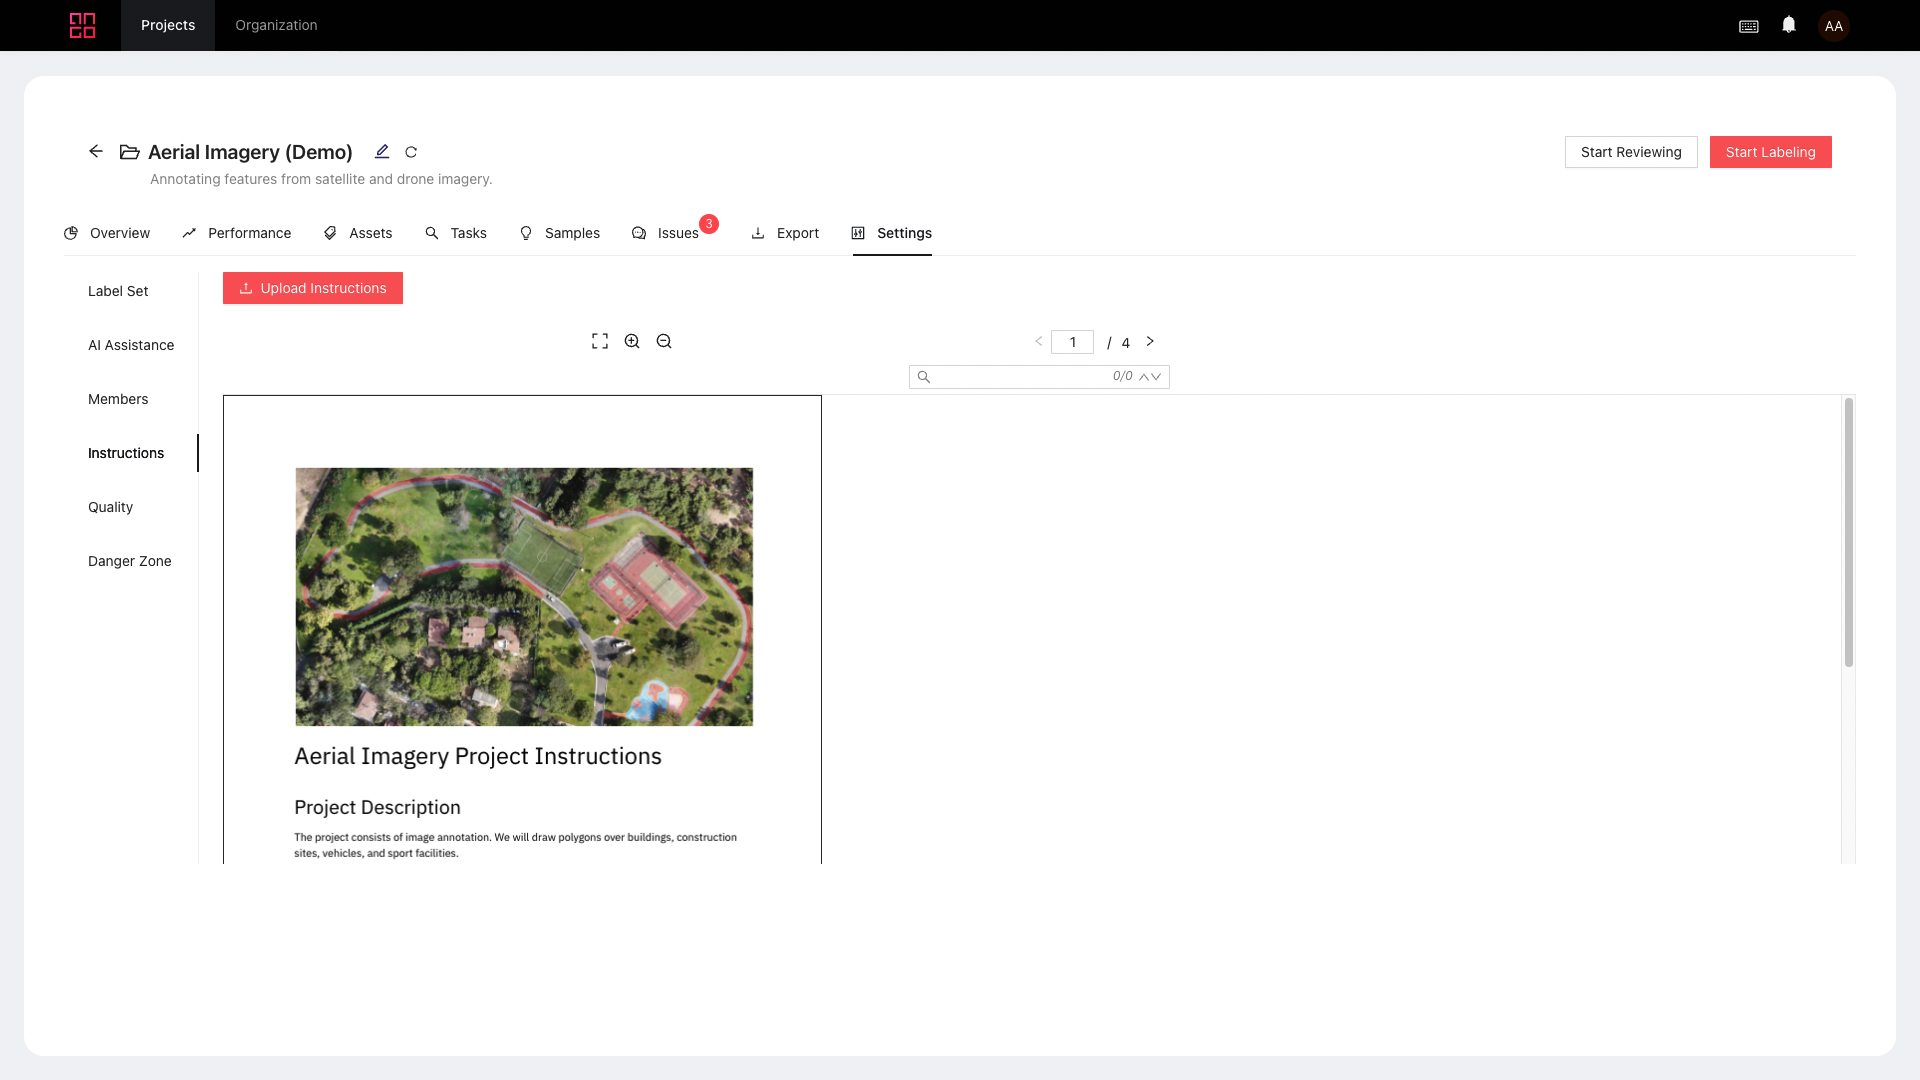 Projects
Organization
AA
Aerial Imagery (Demo)
Annotating features from satellite and drone imagery.
Start Reviewing
Start Labeling
Overview
Performance
Assets
Tasks
Samples
Issues
3
Export
Settings
Label Set
AI Assistance
Members
Instructions
Quality
Danger Zone
Upload Instructions
1 / 4
0/0
Aerial Imagery Project Instructions
Project Description
The project consists of image annotation. We will draw polygons over buildings, construction
sites, vehicles, and sport facilities.